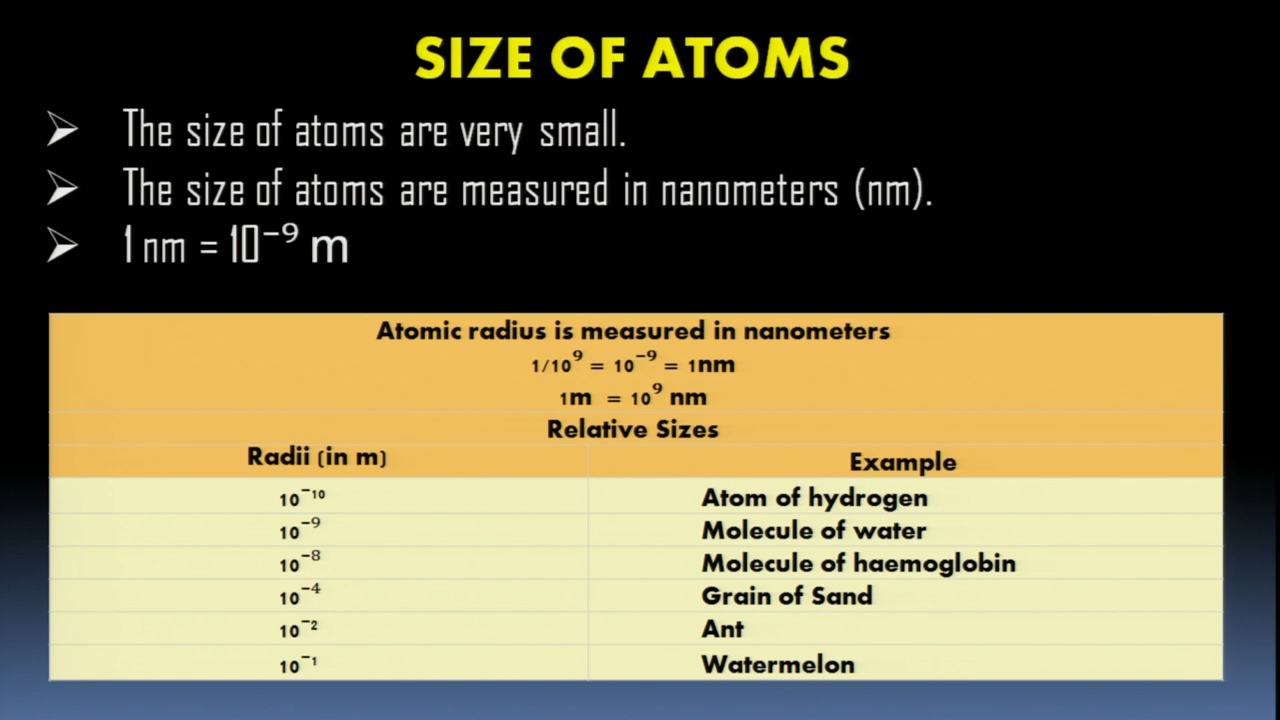 SIZE OF ATOMS
➢ The size of atoms are very small.
➢ The size of atoms are measured in nanometers (nm).
➢ 1 nm = 10⁻⁹ m
Atomic radius is measured in nanometers
1/10⁹ = 10⁻⁹ = 1nm
1m = 10⁹ nm
Relative Sizes
Radii (in m) Example
10⁻¹⁰ Atom of hydrogen
10⁻⁹ Molecule of water
10⁻⁸ Molecule of haemoglobin
10⁻⁴ Grain of Sand
10⁻² Ant
10⁻¹ Watermelon